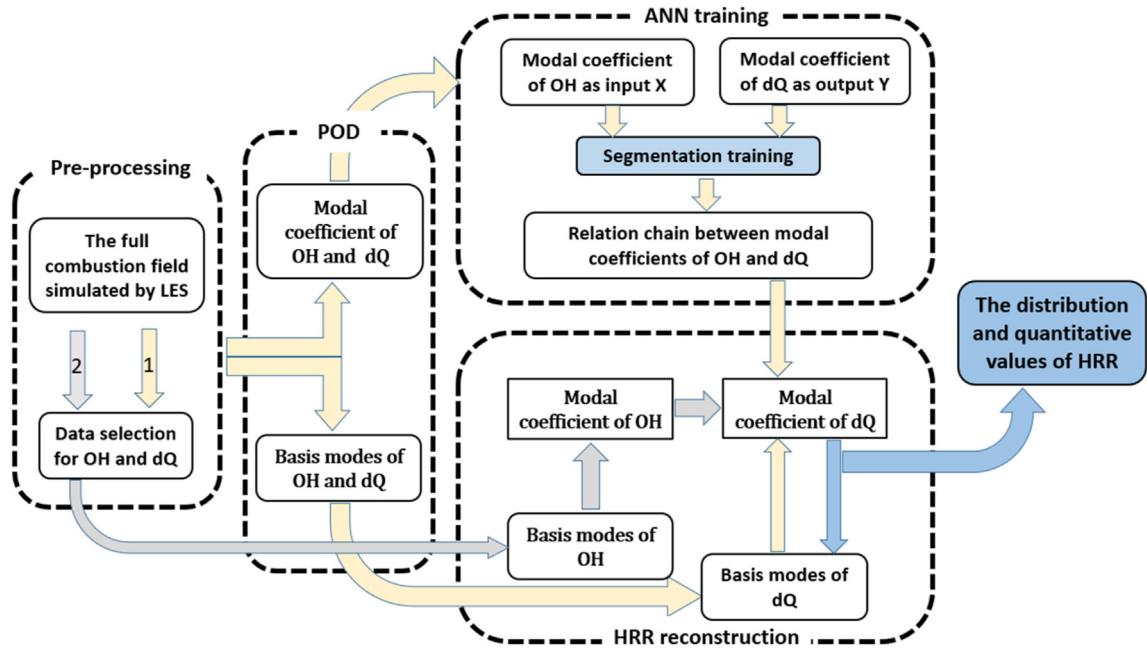 Pre-processing
The full
combustion field
simulated by LES
2
1
Data selection
for OH and dQ
POD
Modal
coefficient of
OH and dQ
Basis modes of
OH and dQ
ANN training
Modal coefficient
of OH as input X
Modal coefficient
of dQ as output Y
Segmentation training
Relation chain between modal
coefficients of OH and dQ
Modal
coefficient of OH
Modal
coefficient of dQ
Basis modes of
OH
Basis modes of
dQ
HRR reconstruction
The distribution
and quantitative
values of HRR